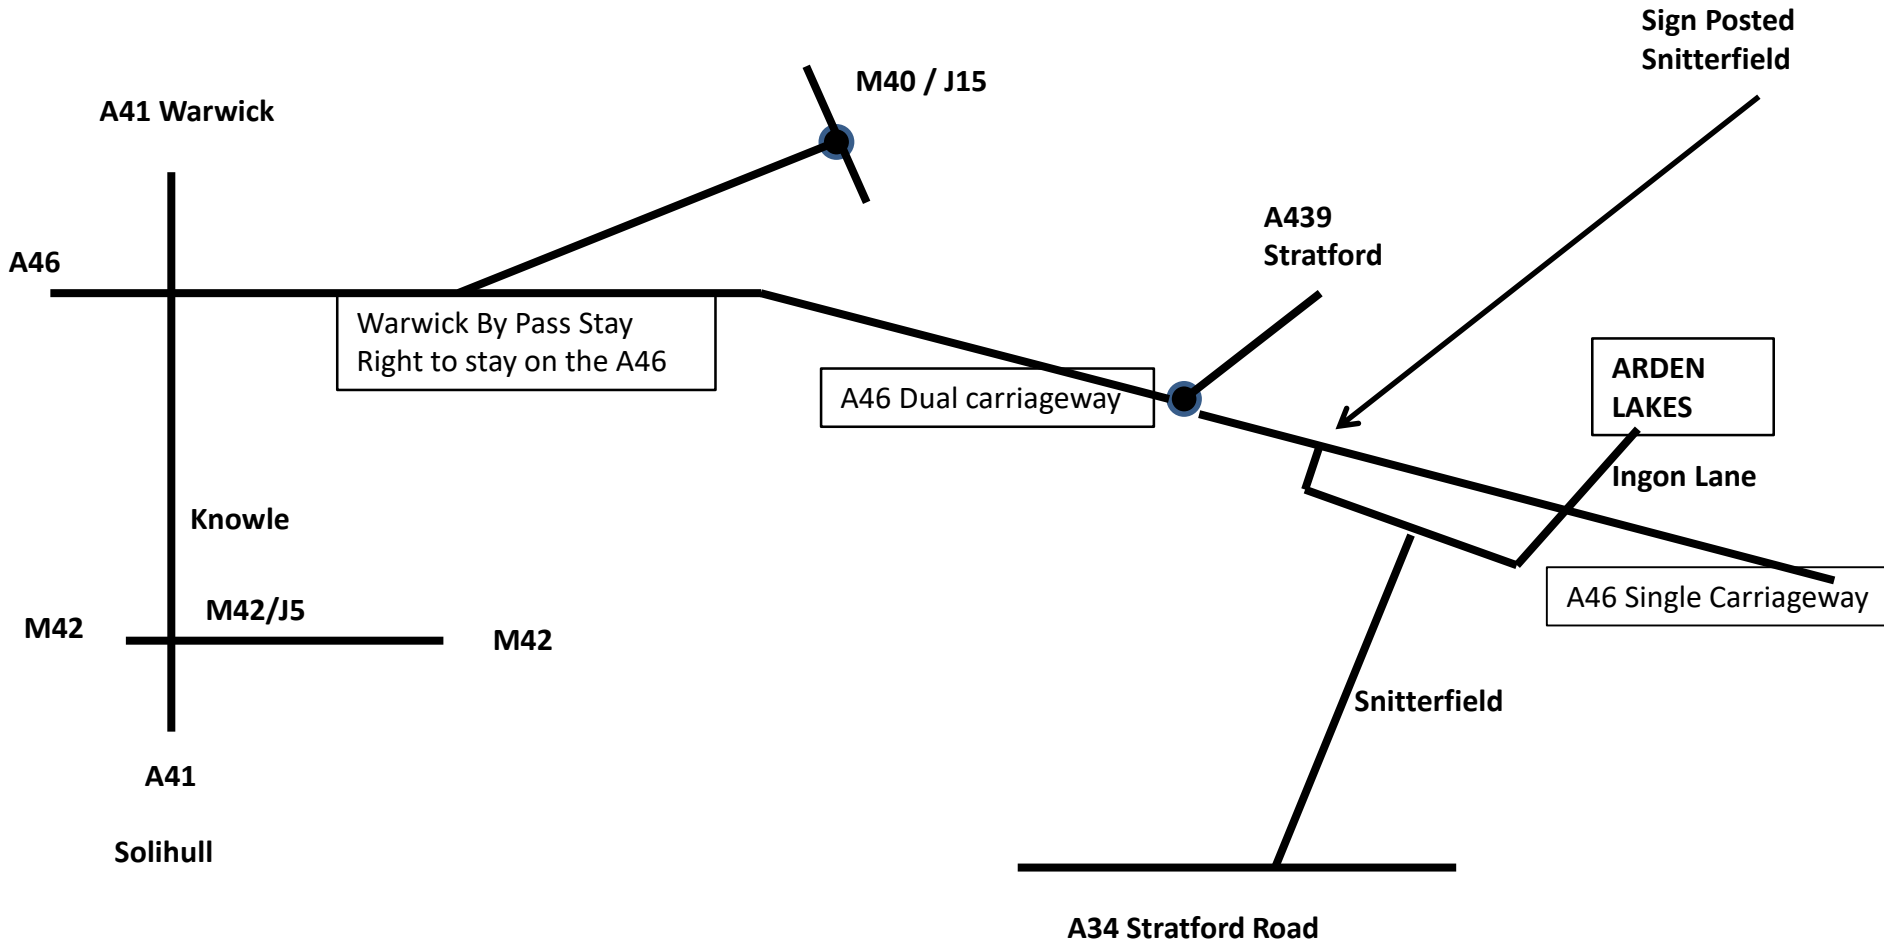 Sign Posted
Snitterfield
M40 / J15
A41 Warwick
A439
Stratford
A46
Warwick By Pass Stay
Right to stay on the A46
A46 Dual carriageway
ARDEN
LAKES
Ingon Lane
Knowle
A46 Single Carriageway
M42/J5
M42
M42
Snitterfield
A41
Solihull
A34 Stratford Road